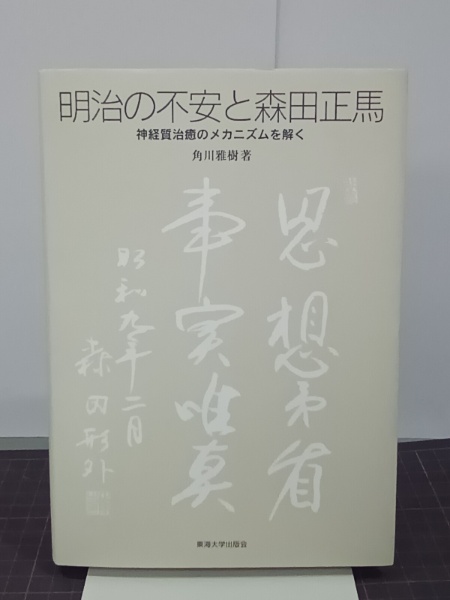 明治の不安と森田正馬
神経質治癒のメカニズムを解く
角川雅樹 著
思想矛盾
事実唯真
昭和九年二月
森田形外
東海大学出版会